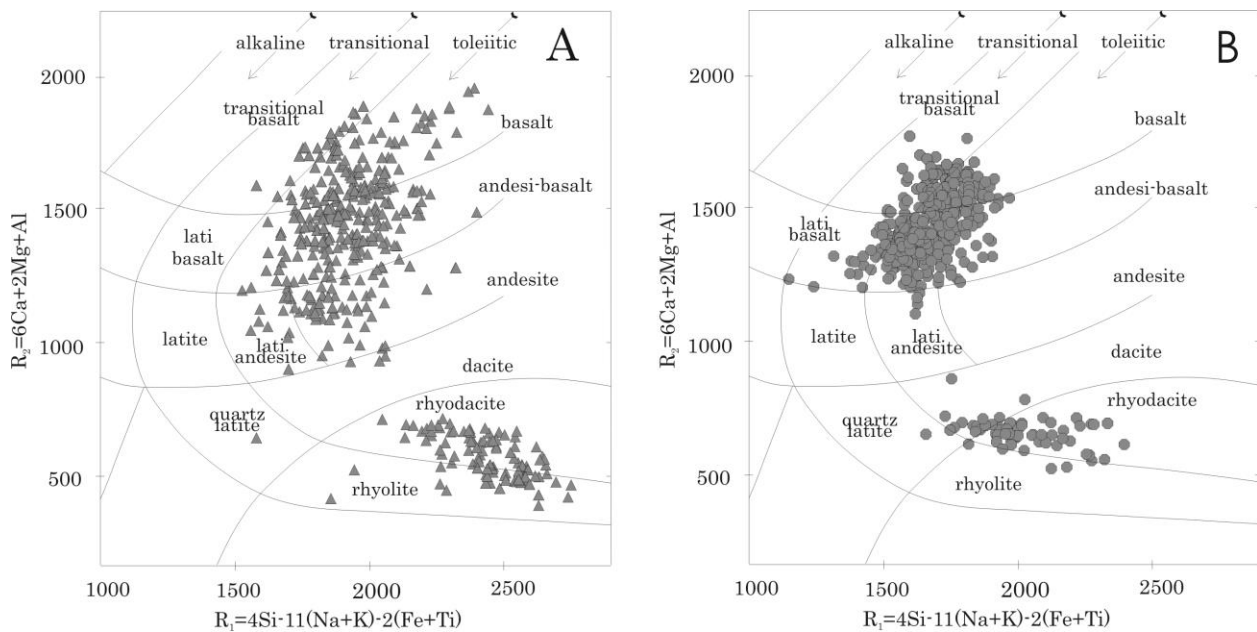 A
alkaline transitional toleiitic
2000
transitional
basalt
basalt
andesi-basalt
1500
lati
basalt
andesite
latite
lati
andesite
1000
dacite
quartz
latite
rhyodacite
500
rhyolite
1000 1500 2000 2500
R₁=4Si-11(Na+K)-2(Fe+Ti)
R₂=6Ca+2Mg+Al
B
alkaline transitional toleiitic
2000
transitional
basalt
basalt
andesi-basalt
1500
lati
basalt
andesite
latite
lati
andesite
1000
dacite
quartz
latite
rhyodacite
500
rhyolite
1000 1500 2000 2500
R₁=4Si-11(Na+K)-2(Fe+Ti)
R₂=6Ca+2Mg+Al